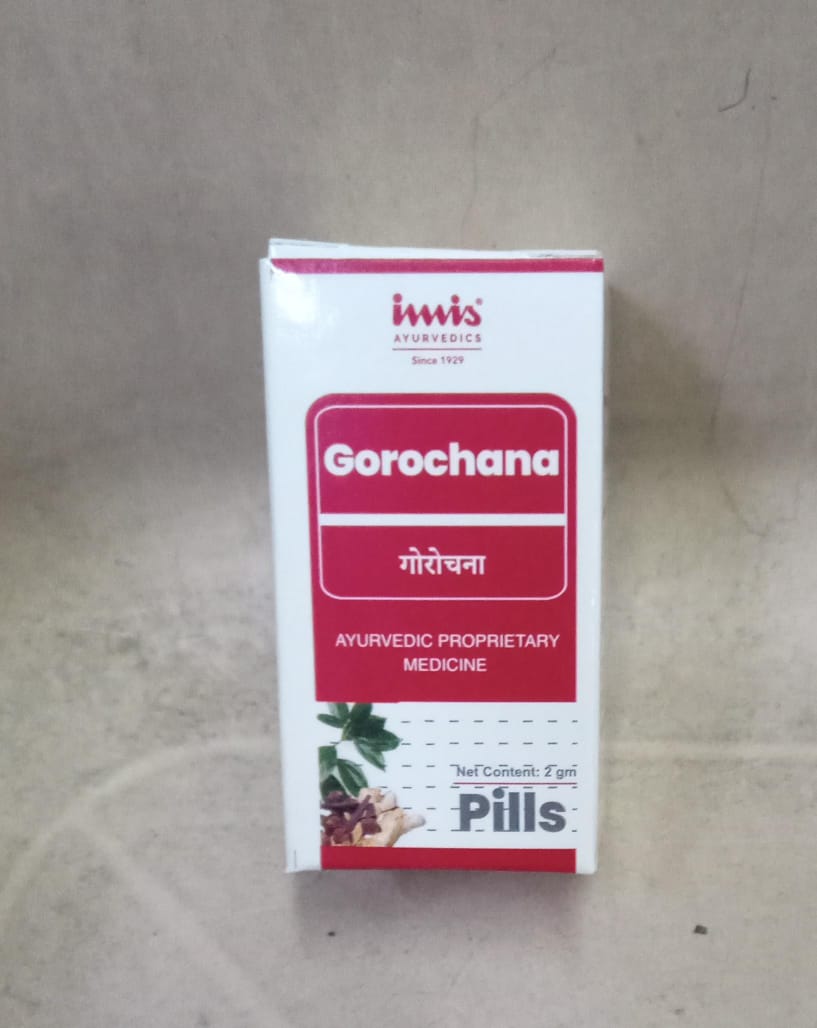 imis®
AYURVEDICS
Since 1929
Gorochana
गोरोचना
AYURVEDIC PROPRIETARY
MEDICINE
Net Content: 2 gm
Pills